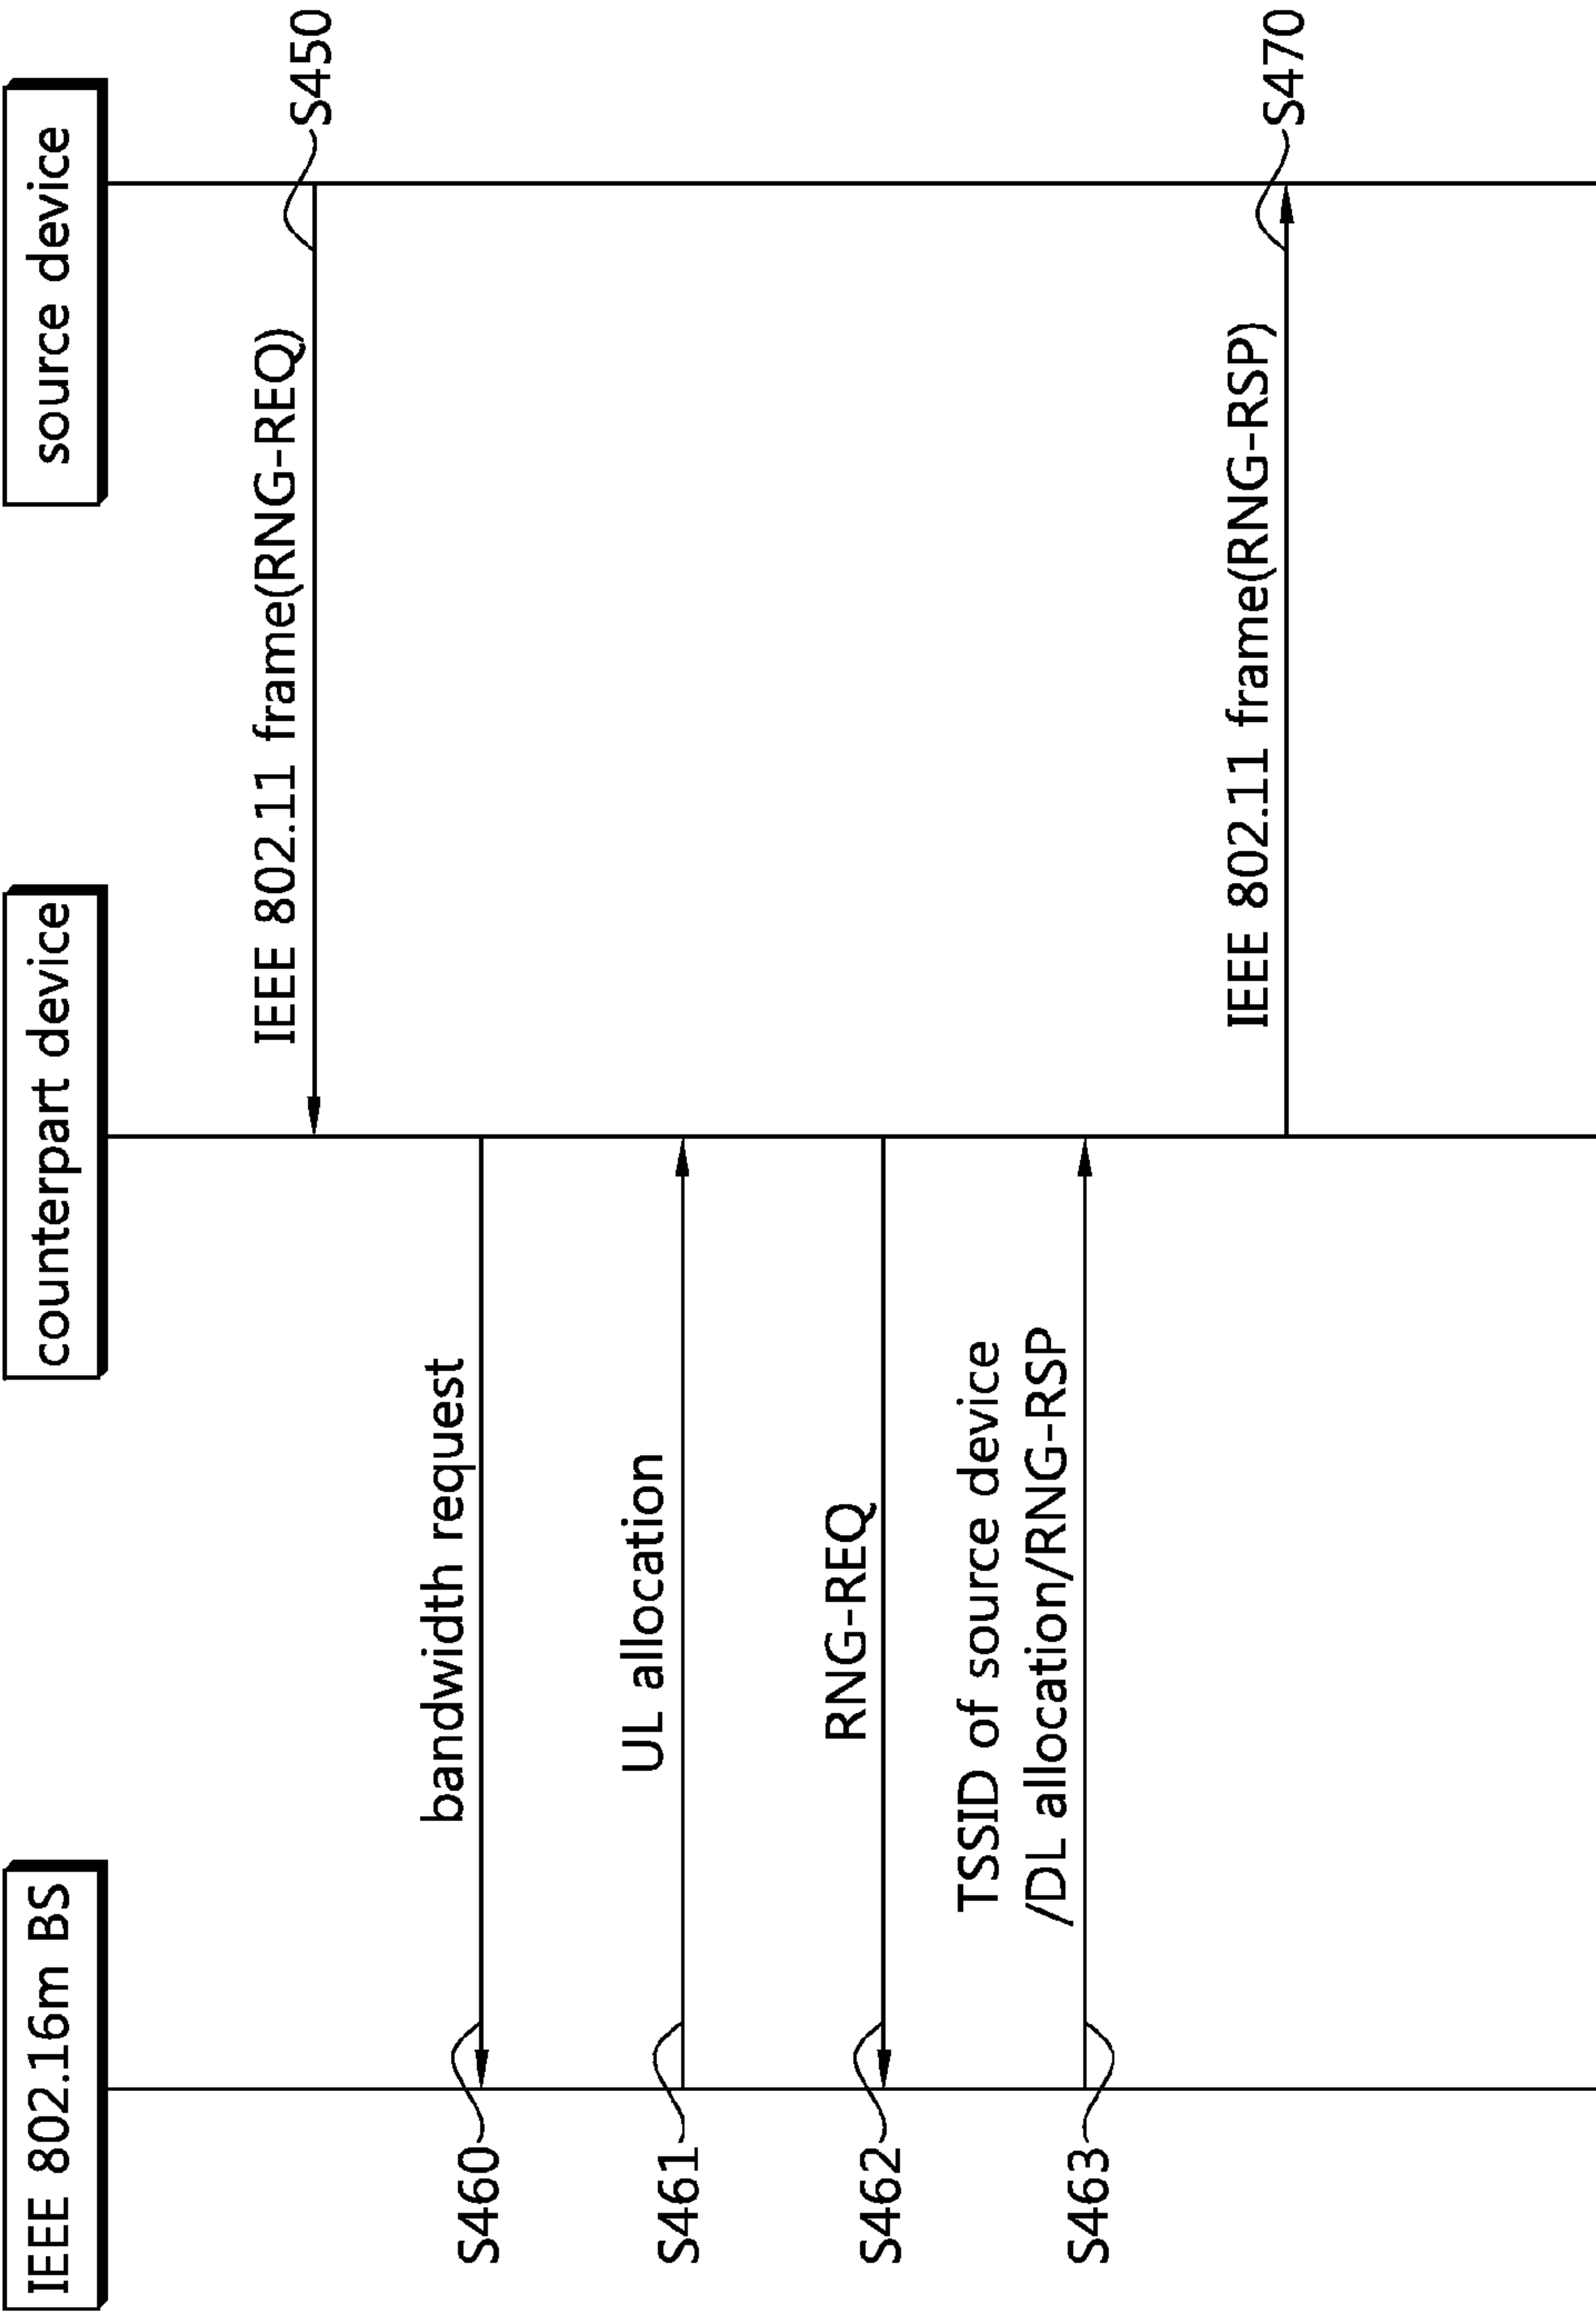 IEEE 802.16m BS
counterpart device
source device
IEEE 802.11 frame(RNG-REQ)
S450
bandwidth request
S460
UL allocation
S461
RNG-REQ
S462
TSSID of source device
/DL allocation/RNG-RSP
S463
IEEE 802.11 frame(RNG-RSP)
S470